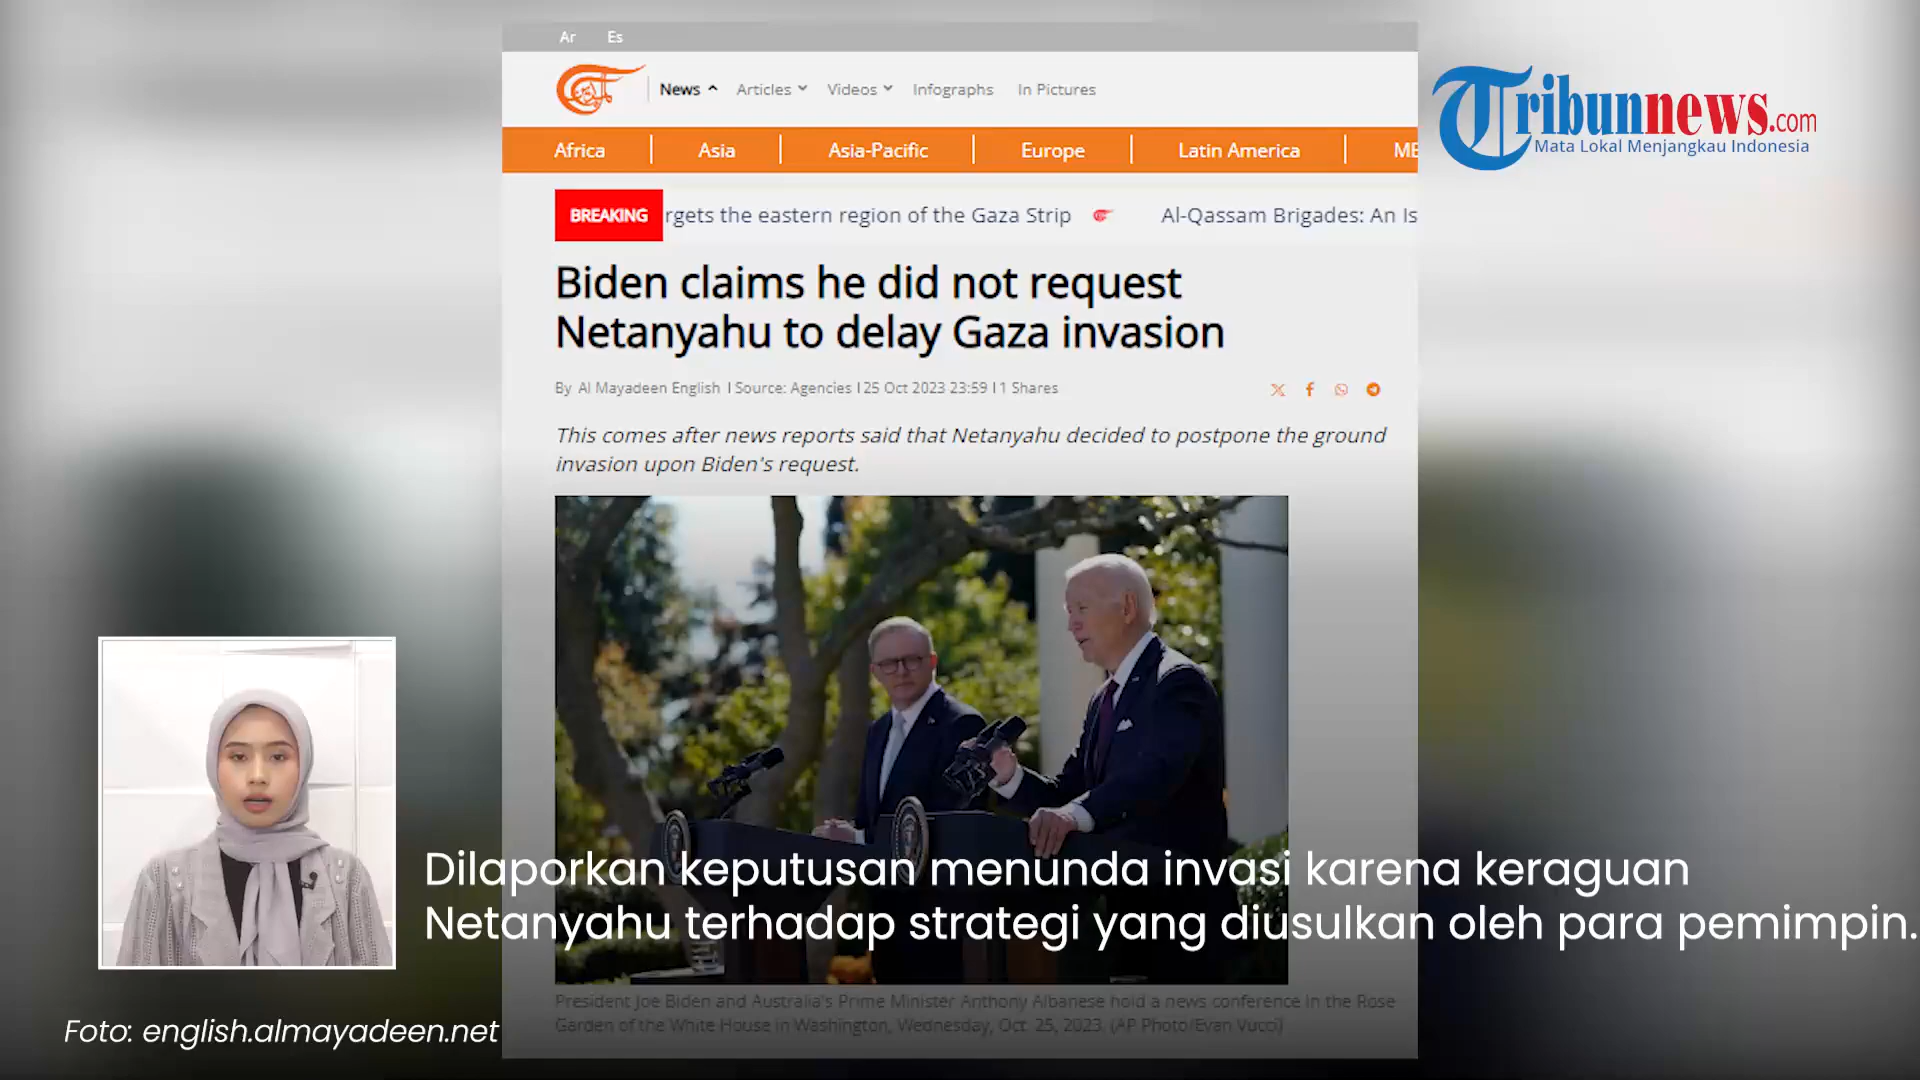 Ar Es
News Articles Videos Infographs In Pictures
Tribunnews.com
Mata Lokal Menjangkau Indonesia
Africa Asia Asia-Pacific Europe Latin America
BREAKING rgets the eastern region of the Gaza Strip Al-Qassam Brigades: An Is
Biden claims he did not request
Netanyahu to delay Gaza invasion
By Al Mayadeen English | Source: Agencies | 25 Oct 2023 23:59 | 1 Shares
This comes after news reports said that Netanyahu decided to postpone the ground
invasion upon Biden's request.
Dilaporkan keputusan menunda invasi karena keraguan
Netanyahu terhadap strategi yang diusulkan oleh para pemimpin.
President Joe Biden and Australia's Prime Minister Anthony Albanese hold a news conference in the Rose
Garden of the White House in Washington, Wednesday, Oct. 25, 2023. (AP Photo/Evan Vucci)
Foto: english.almayadeen.net